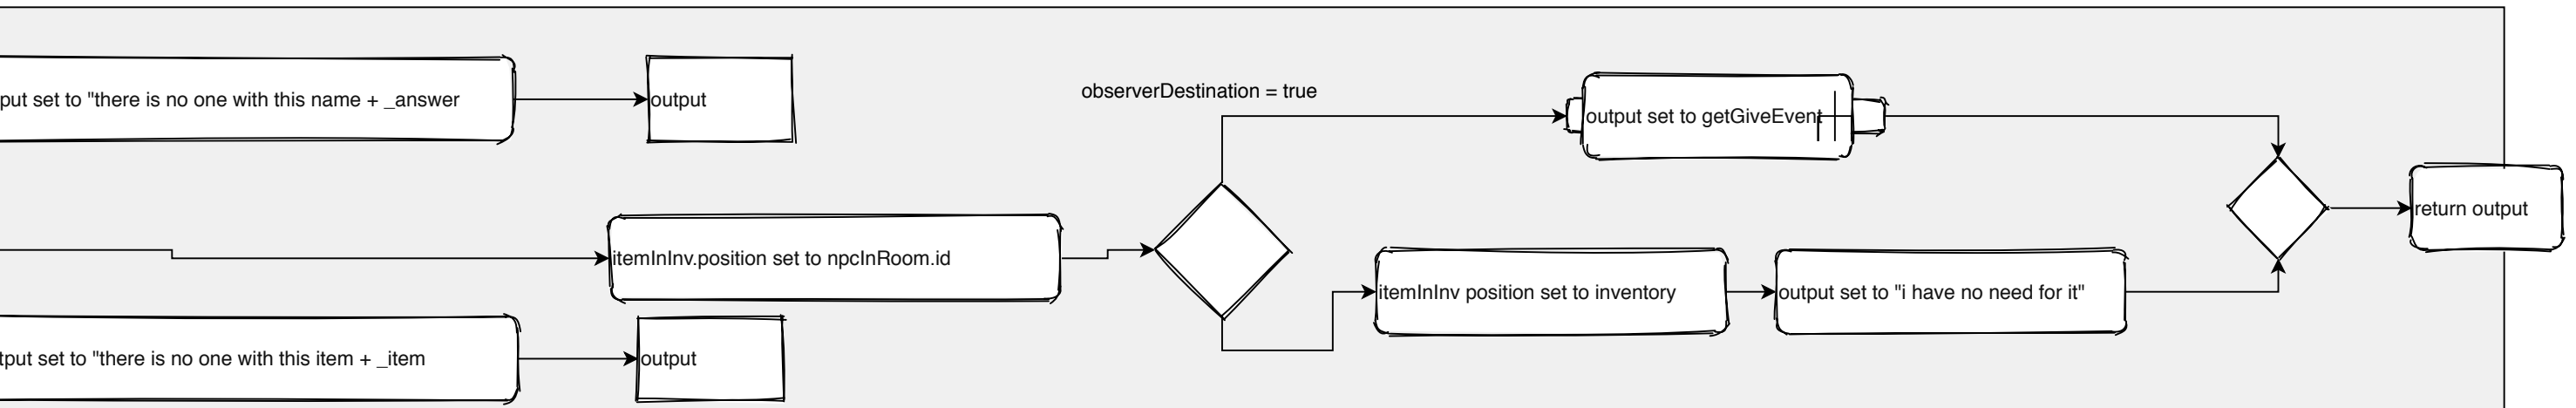 put set to "there is no one with this name + _answer
output
observerDestination = true
output set to getGiveEvent
return output
itemInInv.position set to npcInRoom.id
itemInInv position set to inventory
output set to "i have no need for it"
tput set to "there is no one with this item + _item
output